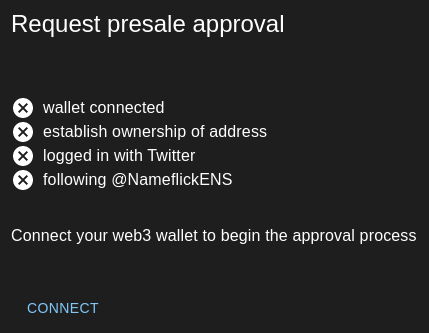 Request presale approval
wallet connected
establish ownership of address
logged in with Twitter
following @NameflickENS
Connect your web3 wallet to begin the approval process
CONNECT